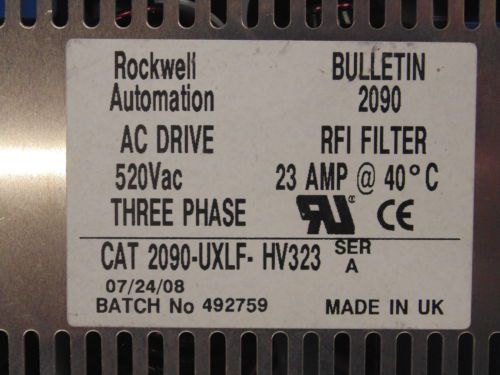 Rockwell Automation BULLETIN 2090
AC DRIVE RFI FILTER
520Vac 23 AMP @ 40°C
THREE PHASE RU c CE
CAT 2090-UXLF- HV323 SER A
07/24/08
BATCH No 492759 MADE IN UK